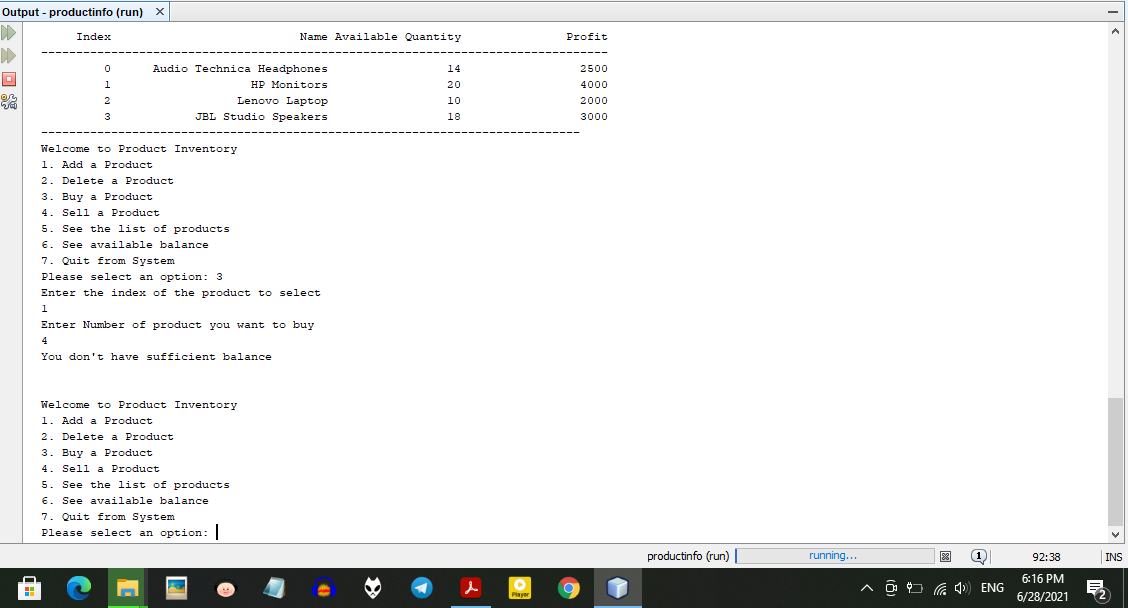 Output - productinfo (run)
Index Name Available Quantity Profit
--------------------------------------------------------------------------------
0 Audio Technica Headphones 14 2500
1 HP Monitors 20 4000
2 Lenovo Laptop 10 2000
3 JBL Studio Speakers 18 3000
----------------------------------------------------------------------------
Welcome to Product Inventory
1. Add a Product
2. Delete a Product
3. Buy a Product
4. Sell a Product
5. See the list of products
6. See available balance
7. Quit from System
Please select an option: 3
Enter the index of the product to select
1
Enter Number of product you want to buy
4
You don't have sufficient balance
Welcome to Product Inventory
1. Add a Product
2. Delete a Product
3. Buy a Product
4. Sell a Product
5. See the list of products
6. See available balance
7. Quit from System
Please select an option:
productinfo (run) running... 1 92:38 INS
Player
ENG
6:16 PM
6/28/2021
2